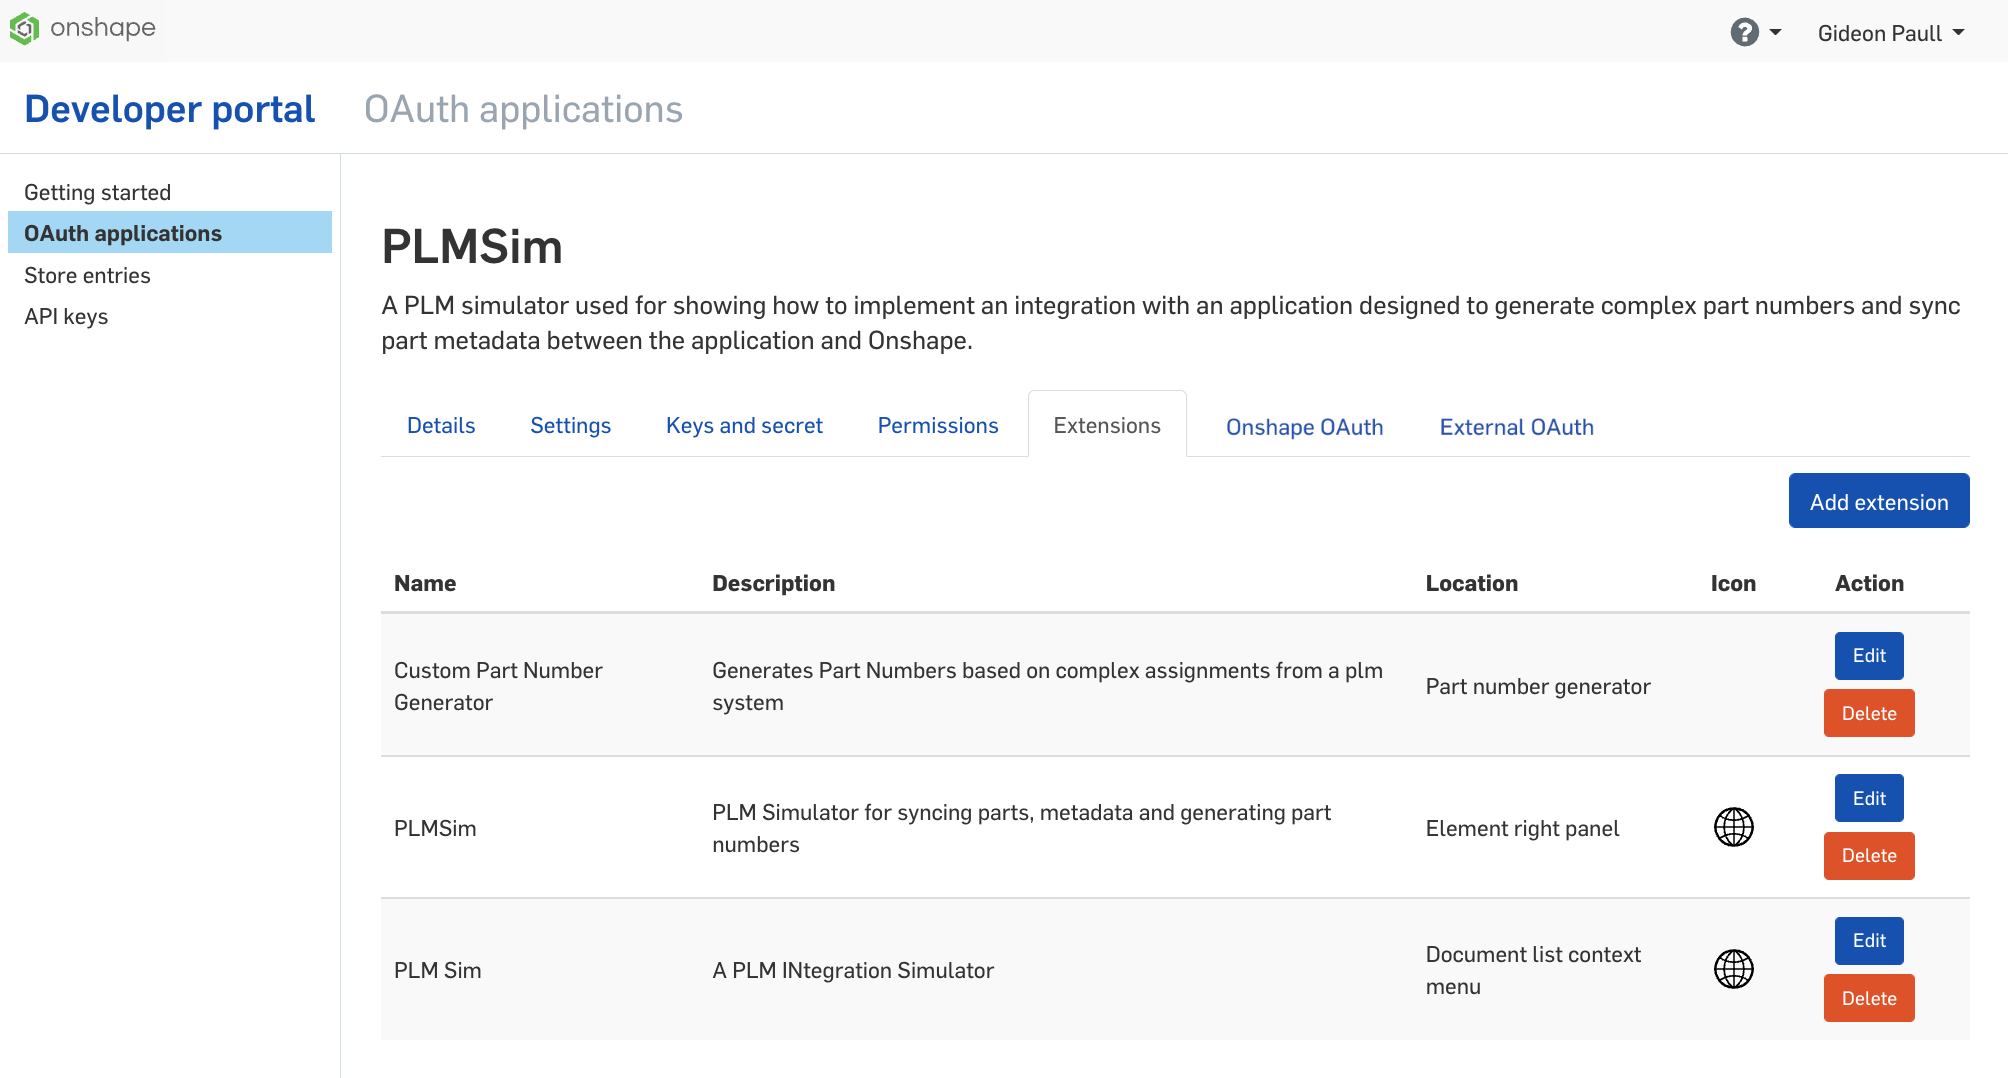 onshape
?
Gideon Paull
Developer portal
OAuth applications
Getting started
OAuth applications
Store entries
API keys
PLMSim
A PLM simulator used for showing how to implement an integration with an application designed to generate complex part numbers and sync
part metadata between the application and Onshape.
Details
Settings
Keys and secret
Permissions
Extensions
Onshape OAuth
External OAuth
Add extension
Name
Description
Location
Icon
Action
Custom Part Number
Generator
Generates Part Numbers based on complex assignments from a plm
system
Part number generator
Edit
Delete
PLMSim
PLM Simulator for syncing parts, metadata and generating part
numbers
Element right panel
Edit
Delete
PLM Sim
A PLM INtegration Simulator
Document list context
menu
Edit
Delete